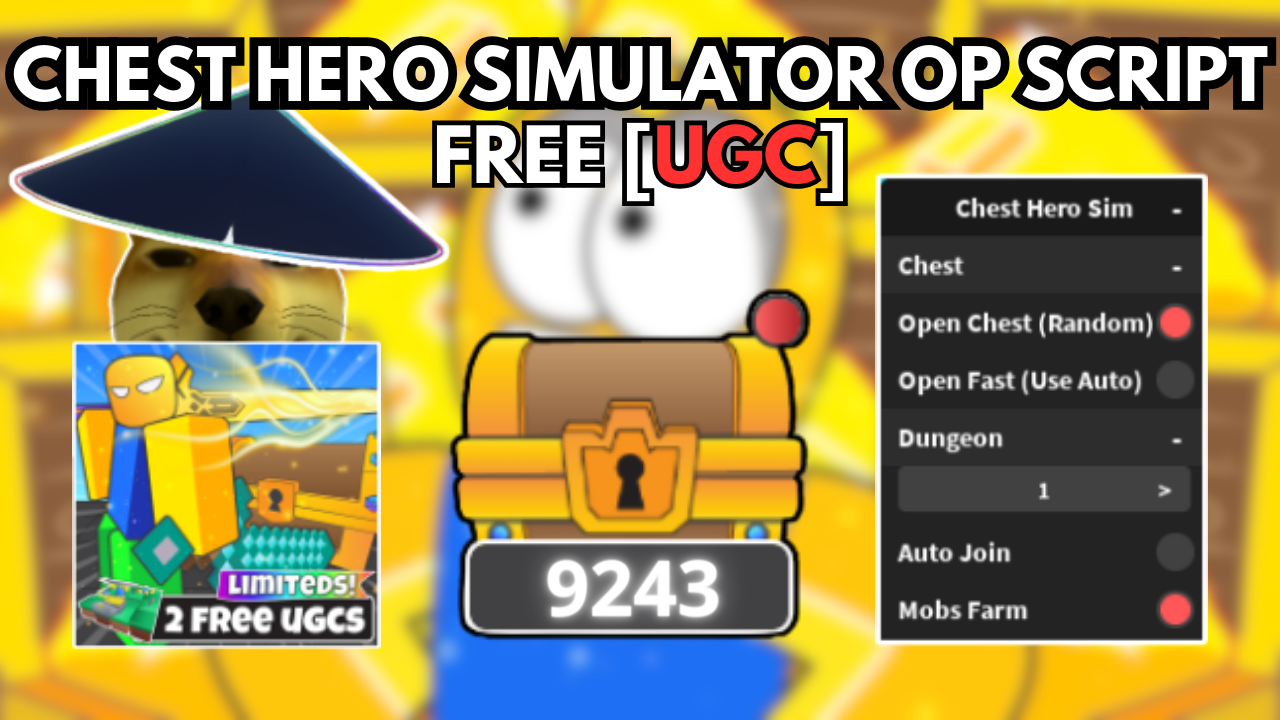 CHEST HERO SIMULATOR OP SCRIPT
FREE [UGC]
Chest Hero Sim -
Chest -
Open Chest (Random)
Open Fast (Use Auto)
Dungeon -
1 >
Auto Join
Mobs Farm
LIMITEDS!
2 FREE UGCS
9243